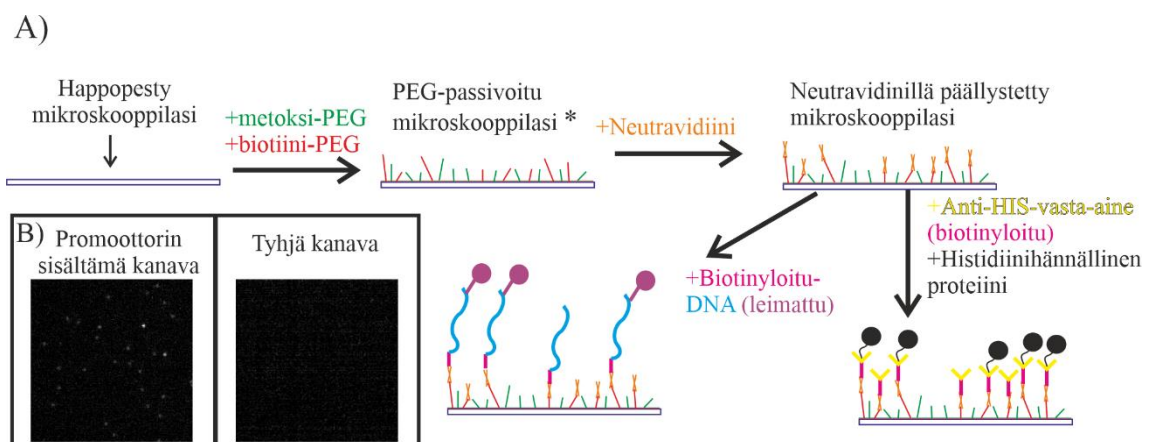 A)
Happopesty
mikroskooppilasi
+metoksi-PEG
+biotiini-PEG
PEG-passivoitu
mikroskooppilasi *
+Neutravidiini
Neutravidinillä päällystetty
mikroskooppilasi
B)
Promoottorin
sisältämä kanava
Tyhjä kanava
+Biotinyloitu-
DNA (leimattu)
+Anti-HIS-vasta-aine
(biotinyloitu)
+Histidiinihännällinen
proteiini